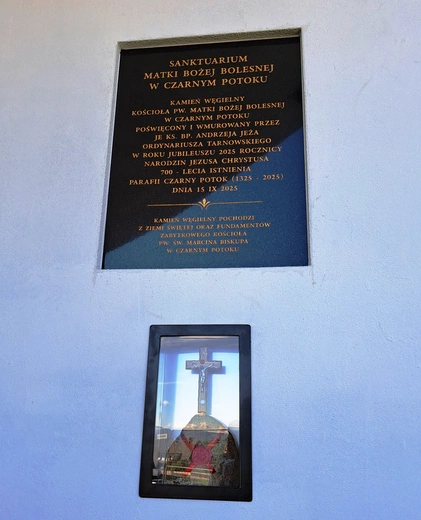 SANKTUARIUM
MATKI BOŻEJ BOLESNEJ
W CZARNYM POTOKU
KAMIEŃ WĘGIELNY
KOŚCIOŁA PW. MATKI BOŻEJ BOLESNEJ
W CZARNYM POTOKU
POŚWIĘCONY I WMUROWANY PRZEZ
JE KS. BP. ANDRZEJA JEŻA
ORDYNARIUSZA TARNOWSKIEGO
W ROKU JUBILEUSZU 2025 ROCZNICY
NARODZIN JEZUSA CHRYSTUSA
700 - LECIA ISTNIENIA
PARAFII CZARNY POTOK (1325 - 2025)
DNIA 15 IX 2025
KAMIEŃ WĘGIELNY POCHODZI
Z ZIEMI ŚWIĘTEJ ORAZ FUNDAMENTÓW
ZABYTKOWEGO KOŚCIOŁA
PW. ŚW. MARCINA BISKUPA
W CZARNYM POTOKU